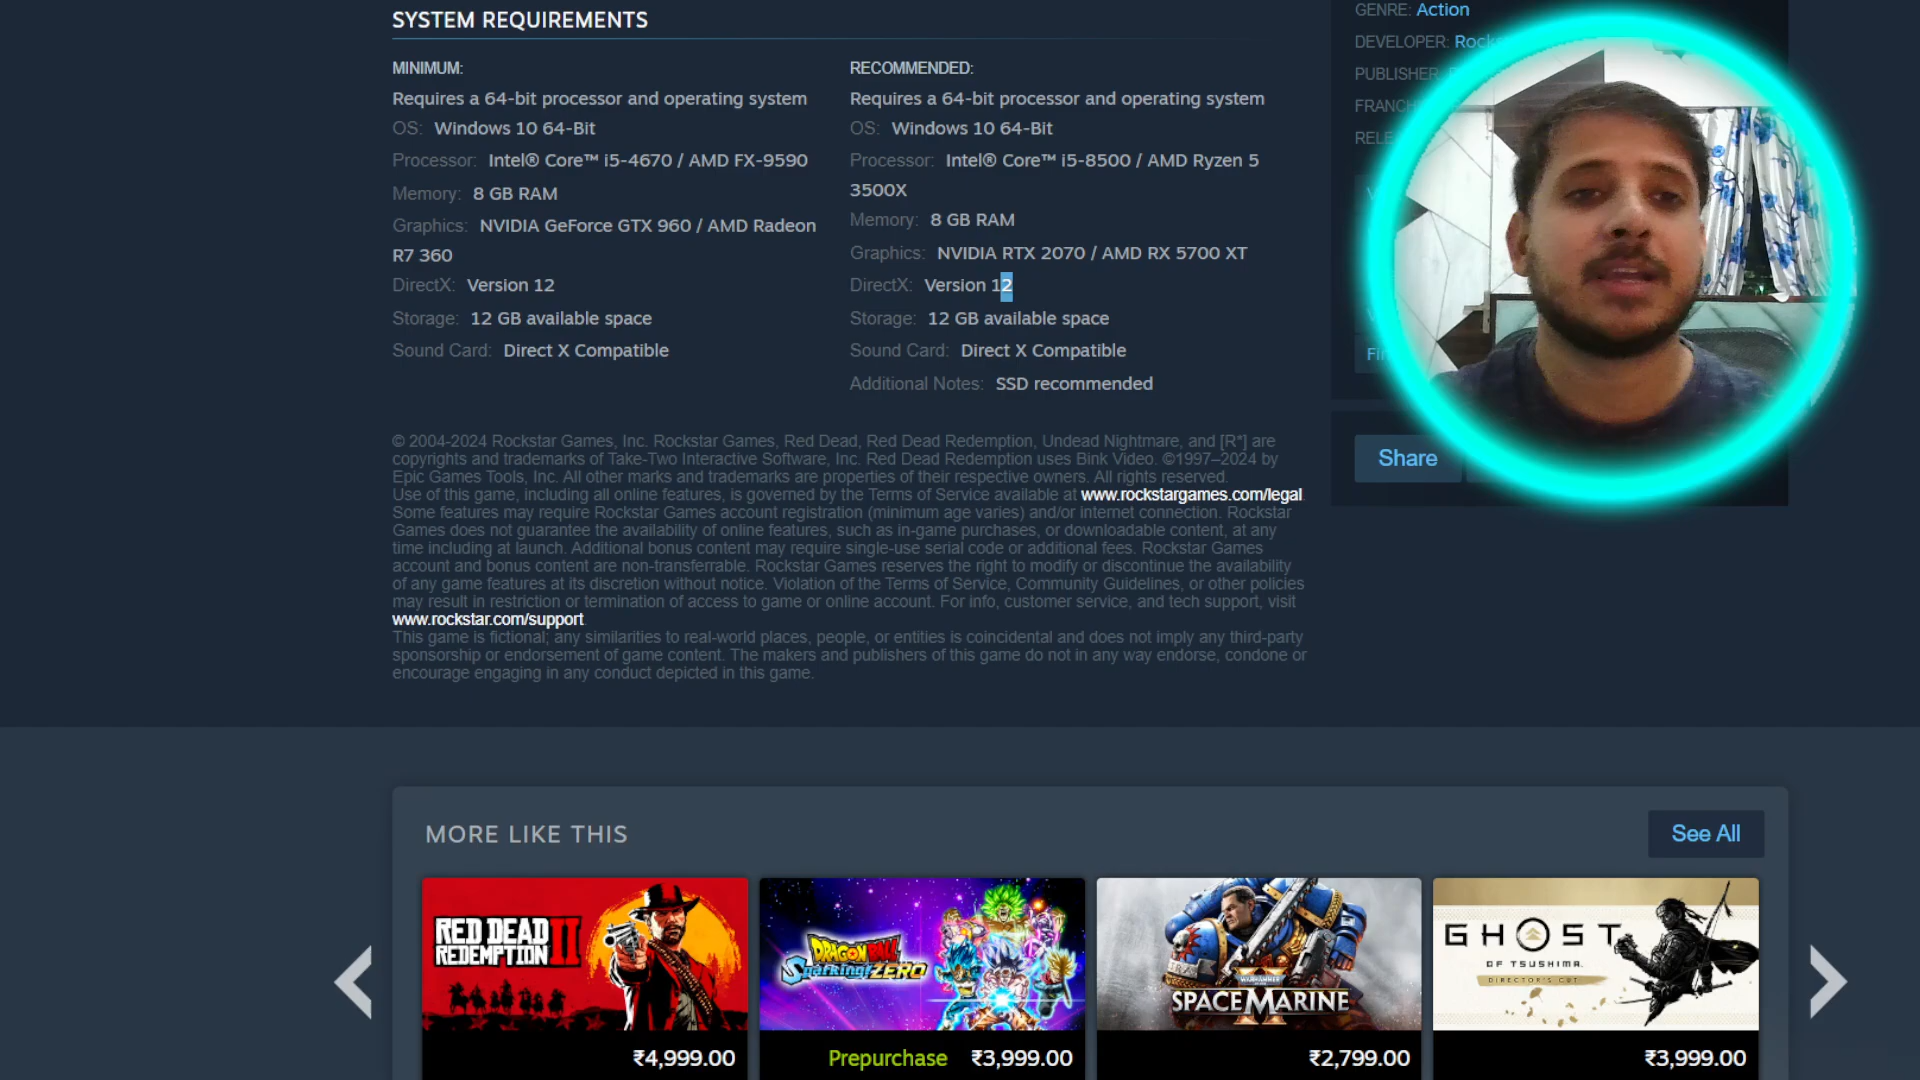 SYSTEM REQUIREMENTS
MINIMUM:
Requires a 64-bit processor and operating system
OS: Windows 10 64-Bit
Processor: Intel® Core™ i5-4670 / AMD FX-9590
Memory: 8 GB RAM
Graphics: NVIDIA GeForce GTX 960 / AMD Radeon
R7 360
DirectX: Version 12
Storage: 12 GB available space
Sound Card: Direct X Compatible
RECOMMENDED:
Requires a 64-bit processor and operating system
OS: Windows 10 64-Bit
Processor: Intel® Core™ i5-8500 / AMD Ryzen 5
3500X
Memory: 8 GB RAM
Graphics: NVIDIA RTX 2070 / AMD RX 5700 XT
DirectX: Version 12
Storage: 12 GB available space
Sound Card: Direct X Compatible
Additional Notes: SSD recommended
© 2004-2024 Rockstar Games, Inc. Rockstar Games, Red Dead, Red Dead Redemption, Undead Nightmare, and [R*] are
copyrights and trademarks of Take-Two Interactive Software, Inc. Red Dead Redemption uses Bink Video. ©1997–2024 by
Epic Games Tools, Inc. All other marks and trademarks are properties of their respective owners. All rights reserved.
Use of this game, including all online features, is governed by the Terms of Service available at www.rockstargames.com/legal
Some features may require Rockstar Games account registration (minimum age varies) and/or internet connection. Rockstar
Games does not guarantee the availability of online features, such as in-game purchases, or downloadable content, at any
time including at launch. Additional bonus content may require single-use serial code or additional fees. Rockstar Games
account and bonus content are non-transferrable. Rockstar Games reserves the right to modify or discontinue the availability
of any game features at its discretion without notice. Violation of the Terms of Service, Community Guidelines, or other policies
may result in restriction or termination of access to game or online account. For info, customer service, and tech support, visit
www.rockstar.com/support
This game is fictional; any similarities to real-world places, people, or entities is coincidental and does not imply any third-party
sponsorship or endorsement of game content. The makers and publishers of this game do not in any way endorse, condone or
encourage engaging in any conduct depicted in this game.
GENRE: Action
DEVELOPER:
PUBLISHER
Share
MORE LIKE THIS
See All
RED DEAD
REDEMPTION II
₹4,999.00
DRAGON BALL
Sparking! ZERO
Prepurchase ₹3,999.00
WARHAMMER
SPACE MARINE
₹2,799.00
GHOST
OF TSUSHIMA
DIRECTOR'S CUT
₹3,999.00